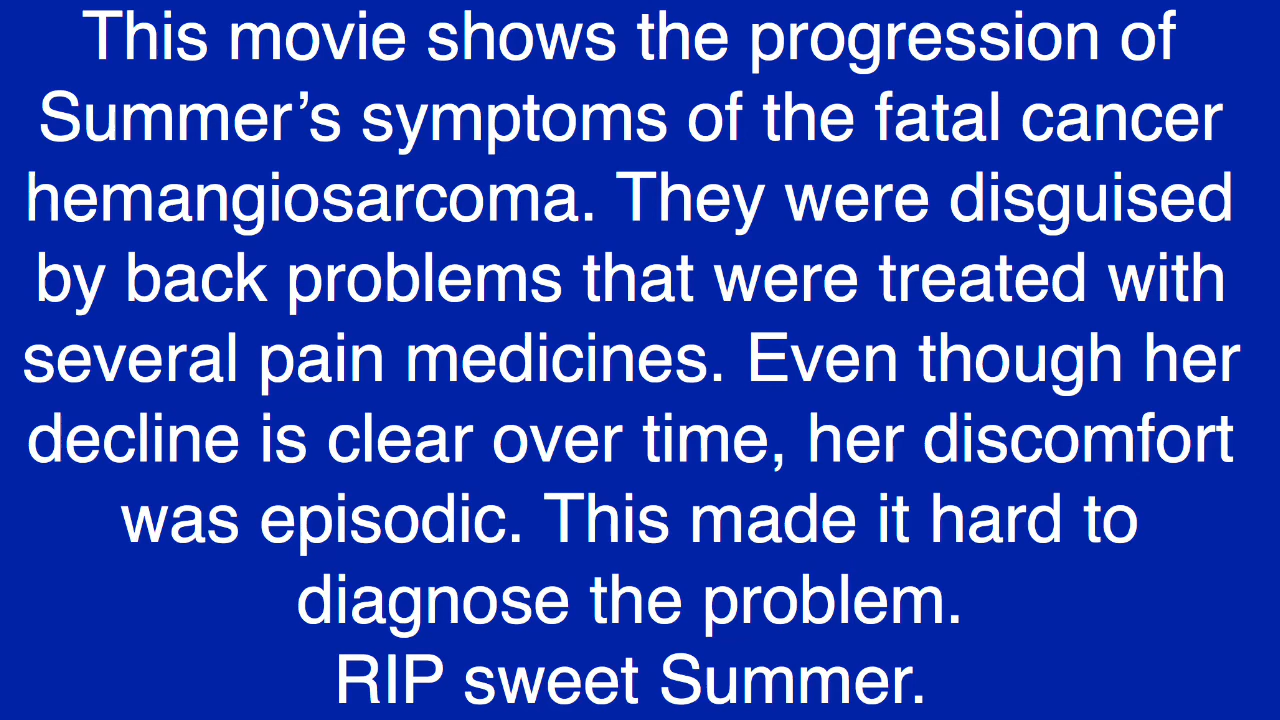 This movie shows the progression of
Summer’s symptoms of the fatal cancer
hemangiosarcoma. They were disguised
by back problems that were treated with
several pain medicines. Even though her
decline is clear over time, her discomfort
was episodic. This made it hard to
diagnose the problem.
RIP sweet Summer.